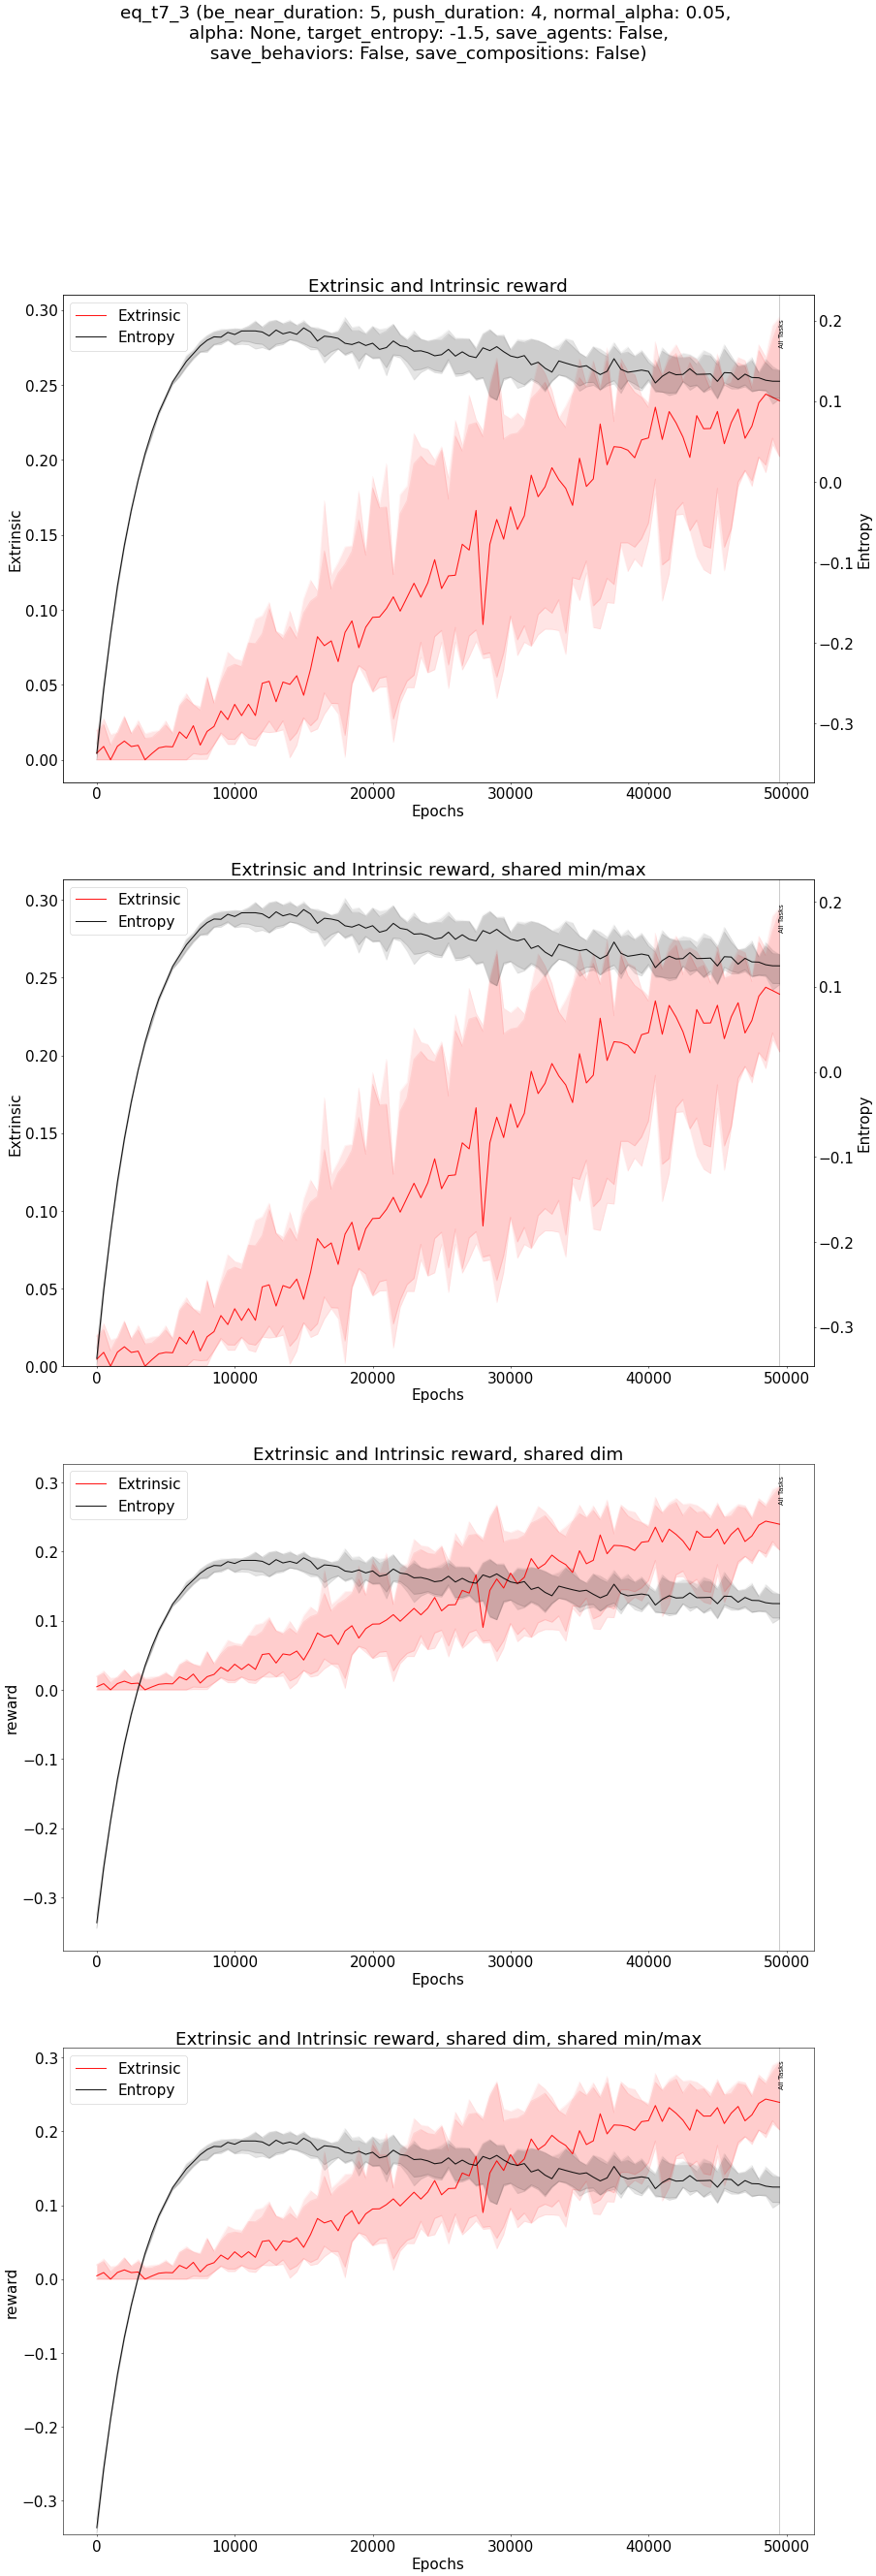 eq_t7_3 (be_near_duration: 5, push_duration: 4, normal_alpha: 0.05,
alpha: None, target_entropy: -1.5, save_agents: False,
save_behaviors: False, save_compositions: False)
Extrinsic and Intrinsic reward
Extrinsic
Entropy
All Tasks
0.30
0.25
0.20
0.15
0.10
0.05
0.00
Extrinsic
0.2
0.1
0.0
−0.1
−0.2
−0.3
Entropy
0 10000 20000 30000 40000 50000
Epochs
Extrinsic and Intrinsic reward, shared min/max
Extrinsic
Entropy
All Tasks
0.30
0.25
0.20
0.15
0.10
0.05
0.00
Extrinsic
0.2
0.1
0.0
−0.1
−0.2
−0.3
Entropy
0 10000 20000 30000 40000 50000
Epochs
Extrinsic and Intrinsic reward, shared dim
Extrinsic
Entropy
All Tasks
0.3
0.2
0.1
0.0
−0.1
−0.2
−0.3
reward
0 10000 20000 30000 40000 50000
Epochs
Extrinsic and Intrinsic reward, shared dim, shared min/max
Extrinsic
Entropy
All Tasks
0.3
0.2
0.1
0.0
−0.1
−0.2
−0.3
reward
0 10000 20000 30000 40000 50000
Epochs